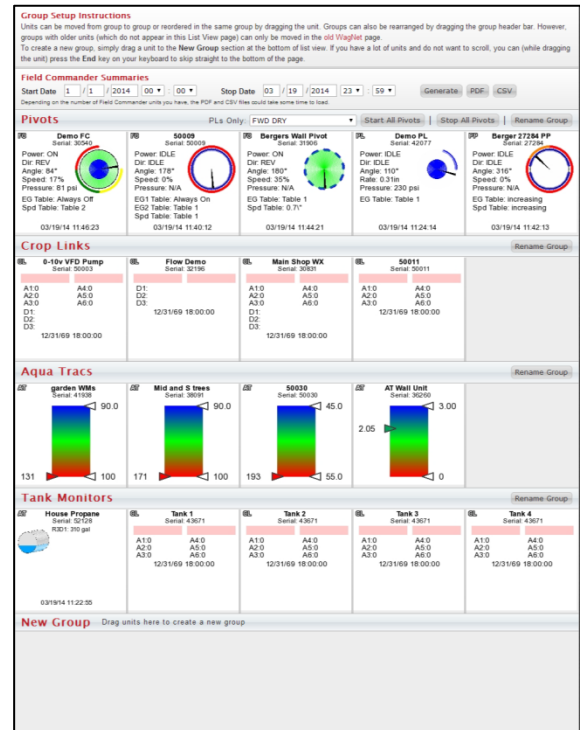 Group Setup Instructions
Units can be moved from group to group or reordered in the same group by dragging the unit. Groups can also be rearranged by dragging the group header bar. However,
groups with older units (which do not appear in this List View page) can only be moved in the old WagNet page.
To create a new group, simply drag a unit to the New Group section at the bottom of list view. If you have a lot of units and do not want to scroll, you can (while dragging
the unit) press the End key on your keyboard to skip straight to the bottom of the page.
Field Commander Summaries
Start Date 1 / 1 / 2014 00 : 00 Stop Date 03 / 19 / 2014 23 : 59 Generate PDF CSV
Depending on the number of Field Commander units you have, the PDF and CSV files could take some time to load.
Pivots PLs Only: FWD DRY Start All Pivots | Stop All Pivots | Rename Group
Demo FC
Serial: 30540
Power: ON
Dir: REV
Angle: 84°
Speed: 17%
Pressure: 81 psi
EG Table: Always Off
Spd Table: Table 2
03/19/14 11:46:23
50009
Serial: 50009
Power: IDLE
Dir: IDLE
Angle: 178°
Speed: 0%
Pressure: N/A
EG1 Table: Always On
EG2 Table: Table 1
Spd Table: Table 1
03/19/14 11:40:12
Bergers Wall Pivot
Serial: 31906
Power: IDLE
Dir: IDLE
Angle: 180°
Speed: 35%
Pressure: N/A
EG Table: Table 1
Spd Table: 0.7\"
03/19/14 11:44:21
PL Demo PL
Serial: 42077
Power: IDLE
Dir: IDLE
Angle: 110°
Rate: 0.31in
Pressure: 230 psi
EG Table: Table 1
03/19/14 11:24:14
PP Berger 27284 PP
Serial: 27284
Power: IDLE
Dir: IDLE
Angle: 316°
Speed: 0%
Pressure: N/A
EG Table: increasing
Spd Table: increasing
03/19/14 11:42:13
Crop Links Rename Group
0-10v VFD Pump
Serial: 50003
A1:0 A4:0
A2:0 A5:0
A3:0 A6:0
D1:
D2:
D3:
12/31/69 18:00:00
Flow Demo
Serial: 32196
D1:
D2:
D3:
12/31/69 18:00:00
Main Shop WX
Serial: 30831
A1:0 A4:0
A2:0 A5:0
A3:0 A6:0
D1:
D2:
D3:
12/31/69 18:00:00
50011
Serial: 50011
A1:0 A4:0
A2:0 A5:0
A3:0 A6:0
12/31/69 18:00:00
Aqua Tracs Rename Group
AT garden WMs
Serial: 41938
90.0
131 100
AT Mid and S trees
Serial: 38091
90.0
171 100
AT 50030
Serial: 50030
45.0
193 55.0
AT AT Wall Unit
Serial: 36260
3.00
2.05
0
Tank Monitors Rename Group
AT House Propane
Serial: 52128
R3D1: 310 gal
03/19/14 11:22:55
Tank 1
Serial: 43671
A1:0 A4:0
A2:0 A5:0
A3:0 A6:0
12/31/69 18:00:00
Tank 2
Serial: 43671
A1:0 A4:0
A2:0 A5:0
A3:0 A6:0
12/31/69 18:00:00
Tank 3
Serial: 43671
A1:0 A4:0
A2:0 A5:0
A3:0 A6:0
12/31/69 18:00:00
Tank 4
Serial: 43671
A1:0 A4:0
A2:0 A5:0
A3:0 A6:0
12/31/69 18:00:00
New Group Drag units here to create a new group